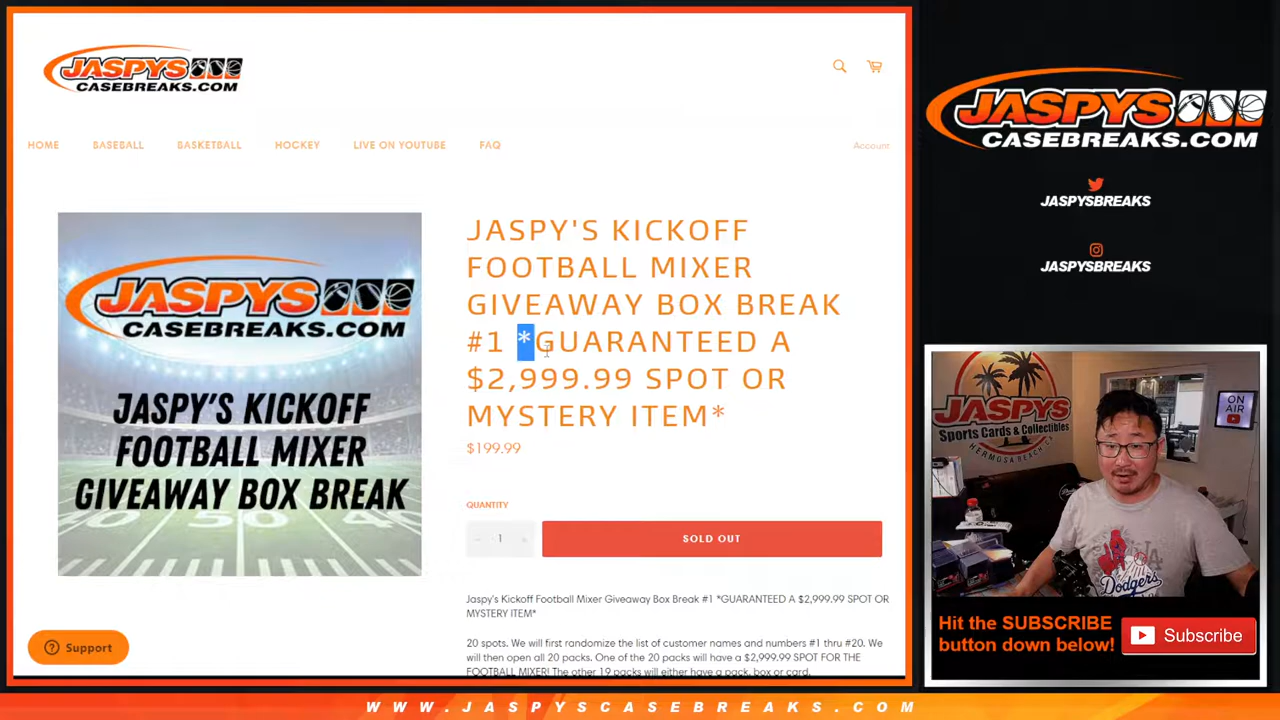 JASPYS
CASEBREAKS.COM
HOME BASEBALL BASKETBALL HOCKEY LIVE ON YOUTUBE FAQ Account
JASPYS
CASEBREAKS.COM
JASPY'S KICKOFF
FOOTBALL MIXER
GIVEAWAY BOX BREAK
JASPY'S KICKOFF
FOOTBALL MIXER
GIVEAWAY BOX BREAK
#1 *GUARANTEED A
$2,999.99 SPOT OR
MYSTERY ITEM*
$199.99
QUANTITY
- 1 +
SOLD OUT
Jaspy's Kickoff Football Mixer Giveaway Box Break #1 *GUARANTEED A $2,999.99 SPOT OR
MYSTERY ITEM*
20 spots. We will first randomize the list of customer names and numbers #1 thru #20. We
will then open all 20 packs. One of the 20 packs will have a $2,999.99 SPOT FOR THE
FOOTBALL MIXER! The other 19 packs will either have a pack, box or card.
Support
JASPYS
CASEBREAKS.COM
JASPYSBREAKS
JASPYSBREAKS
JASPYS
Sports Cards & Collectibles
HERMOSA BEACH
ON
AIR
Dodgers
Hit the SUBSCRIBE
button down below!
Subscribe
WWW.JASPYSCASEBREAKS.COM